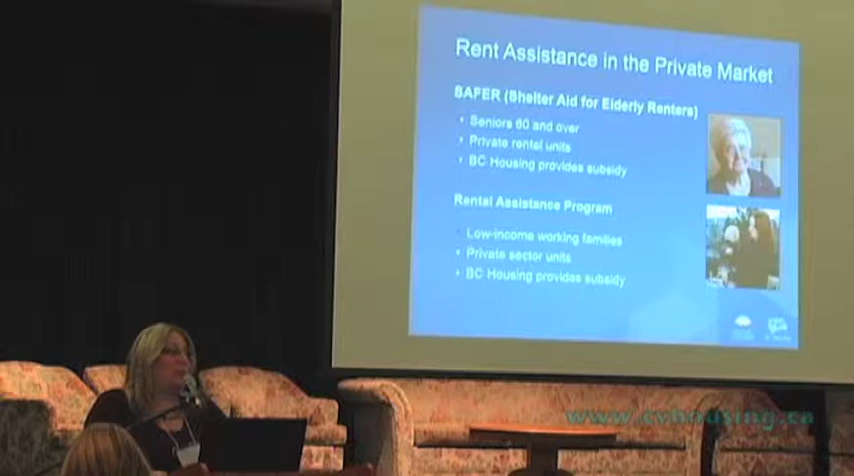 Rent Assistance in the Private Market
SAFER (Shelter Aid for Elderly Renters)
• Seniors 60 and over
• Private rental units
• BC Housing provides subsidy
Rental Assistance Program
• Low-income working families
• Private sector units
• BC Housing provides subsidy
www.cvhousing.ca